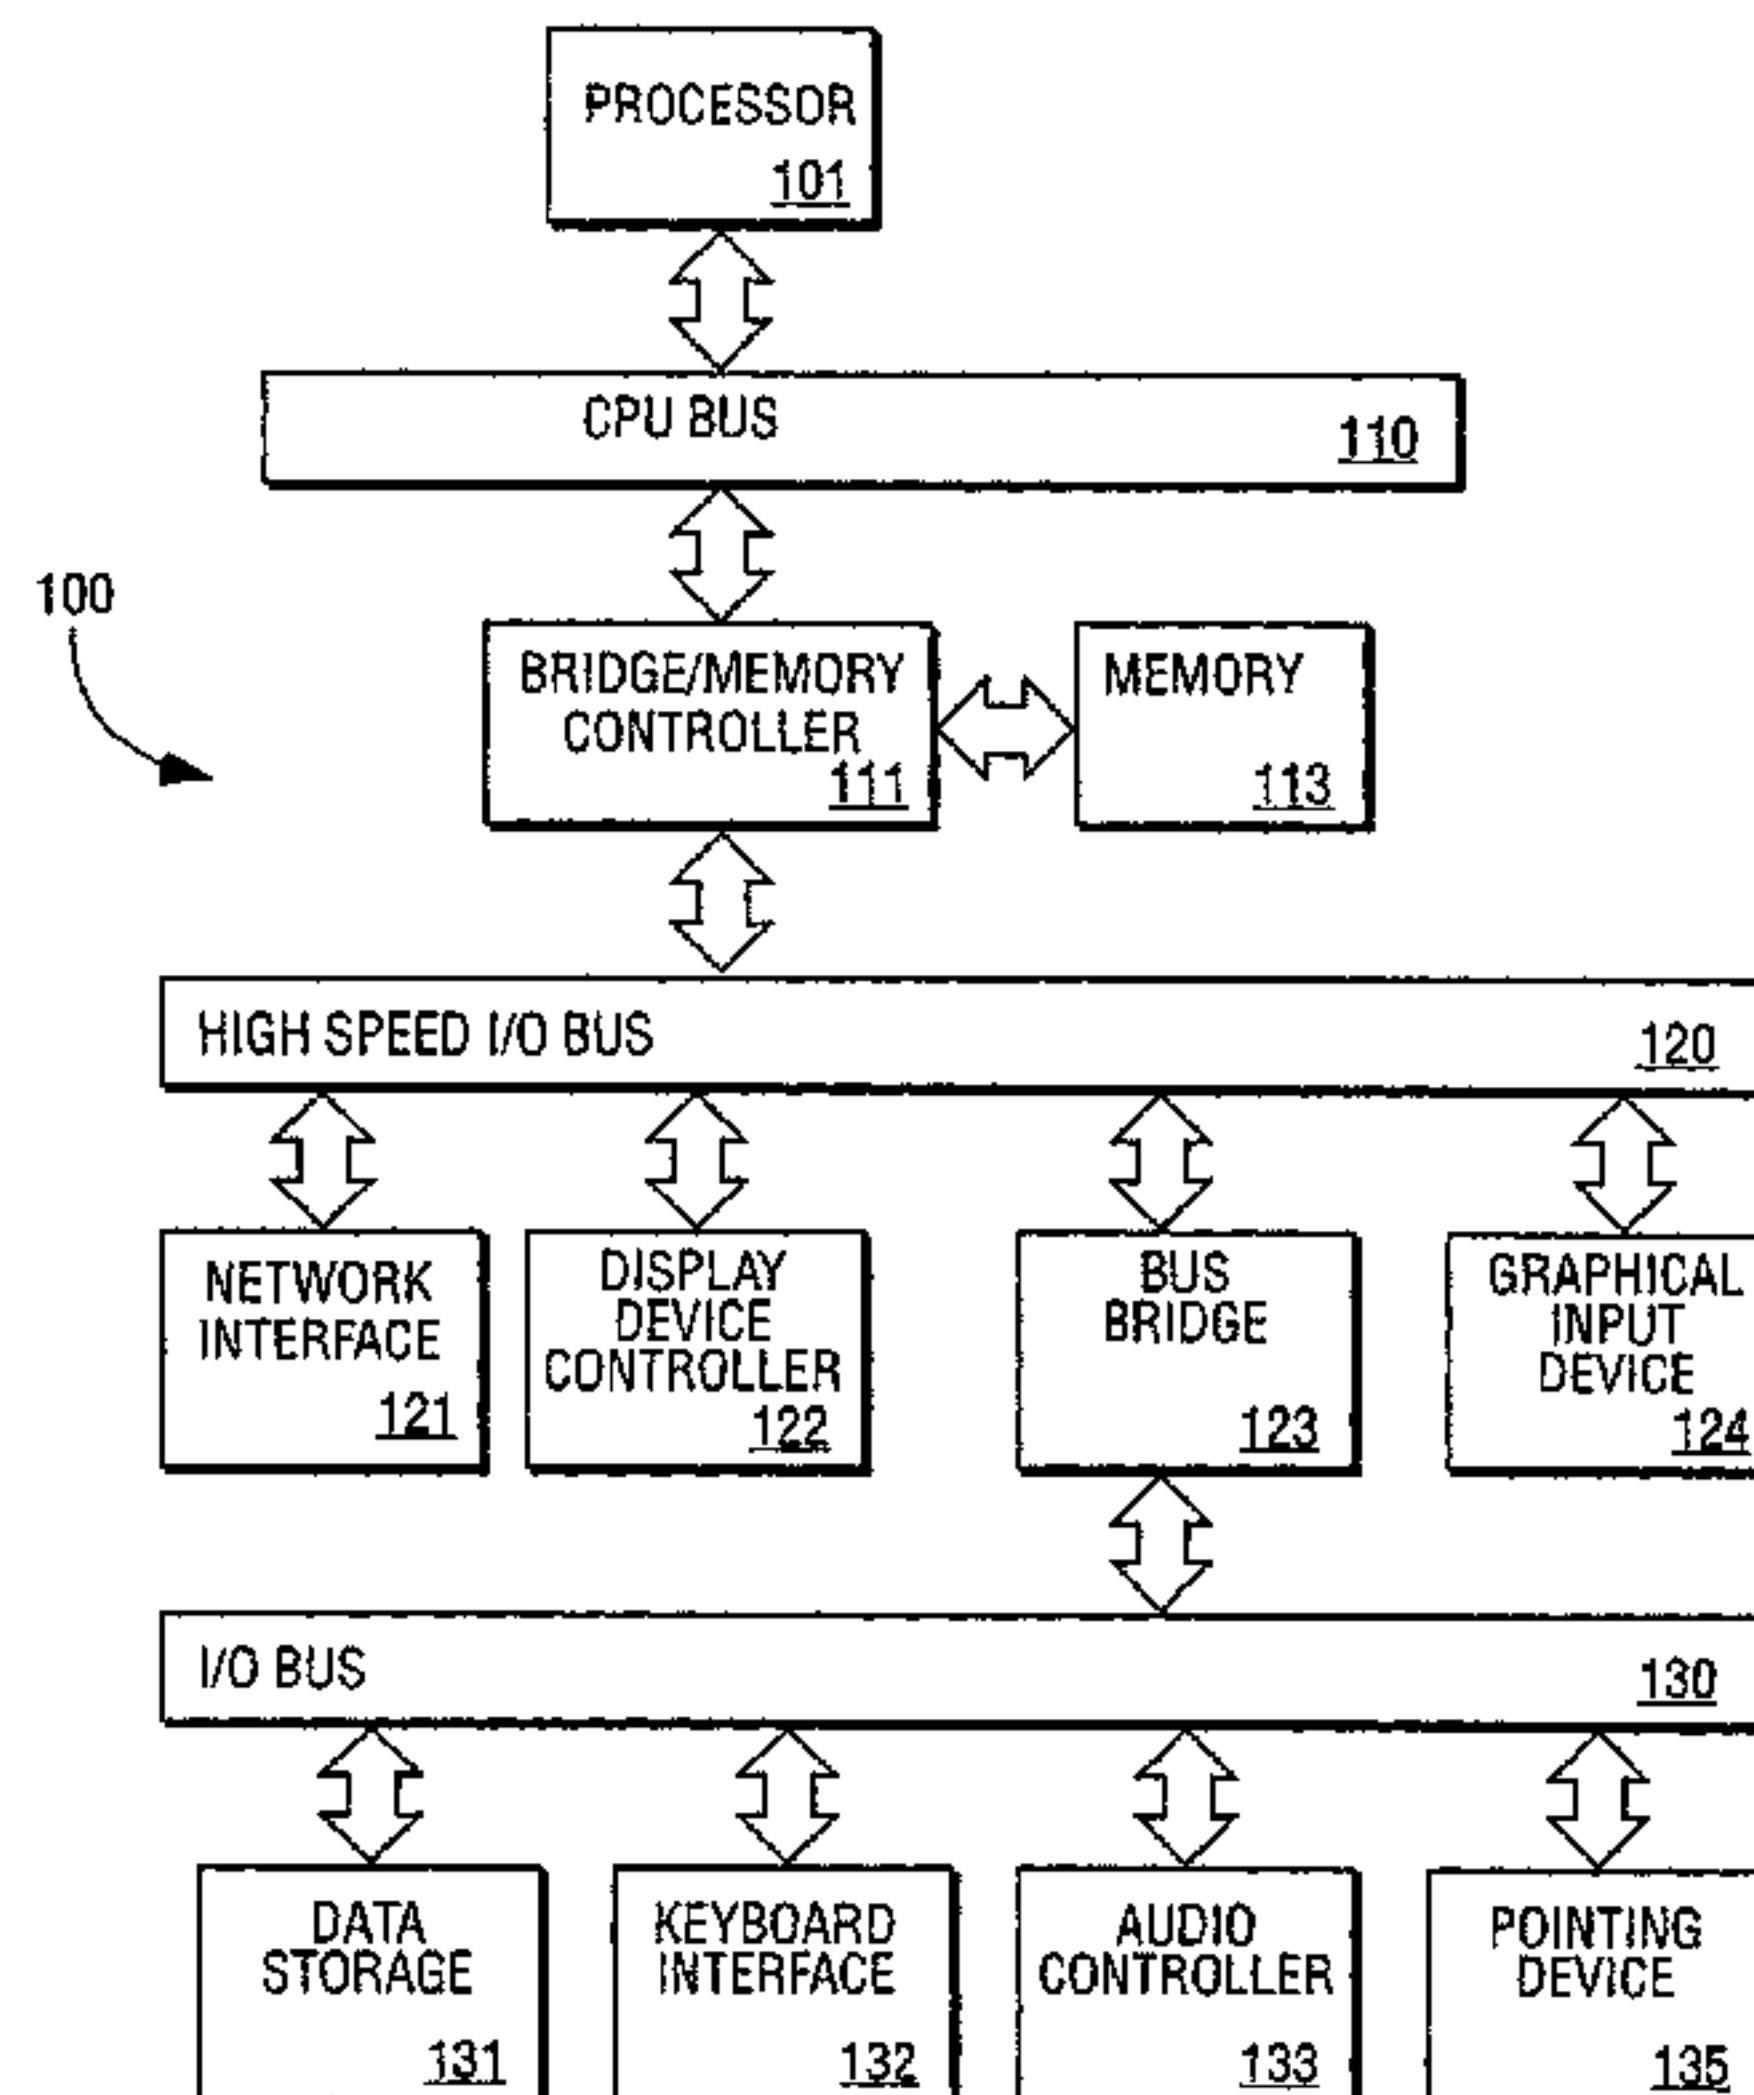 PROCESSOR
101
CPU BUS
110
100
BRIDGE/MEMORY
CONTROLLER
111
MEMORY
113
HIGH SPEED I/O BUS
120
NETWORK
INTERFACE
121
DISPLAY
DEVICE
CONTROLLER
122
BUS
BRIDGE
123
GRAPHICAL
INPUT
DEVICE
124
I/O BUS
130
DATA
STORAGE
131
KEYBOARD
INTERFACE
132
AUDIO
CONTROLLER
133
POINTING
DEVICE
135